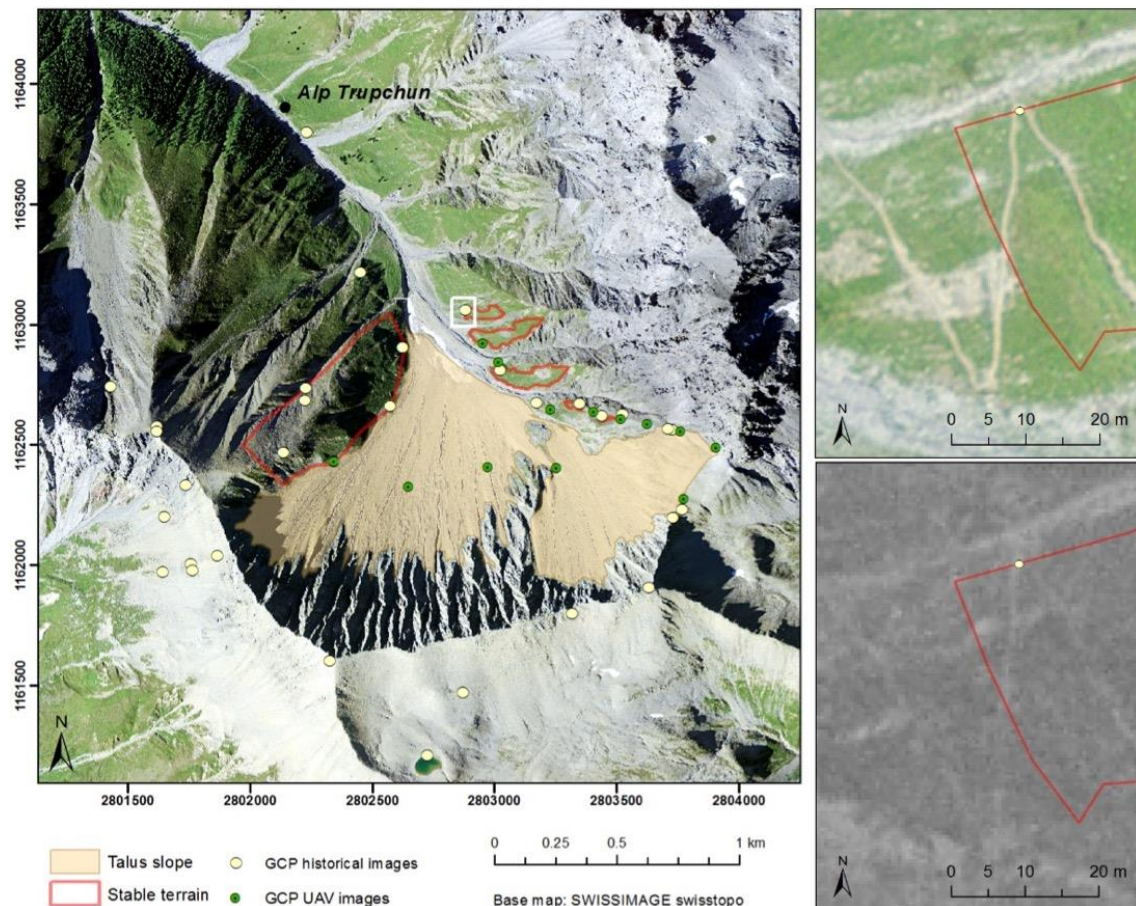 Alp Trupchun
1164000
1163500
1163000
1162500
1162000
1161500
N
2801500 2802000 2802500 2803000 2803500 2804000
Talus slope
Stable terrain
GCP historical images
GCP UAV images
0 0.25 0.5 1 km
Base map: SWISSIMAGE swisstopo
N
0 5 10 20 m
N
0 5 10 20 m